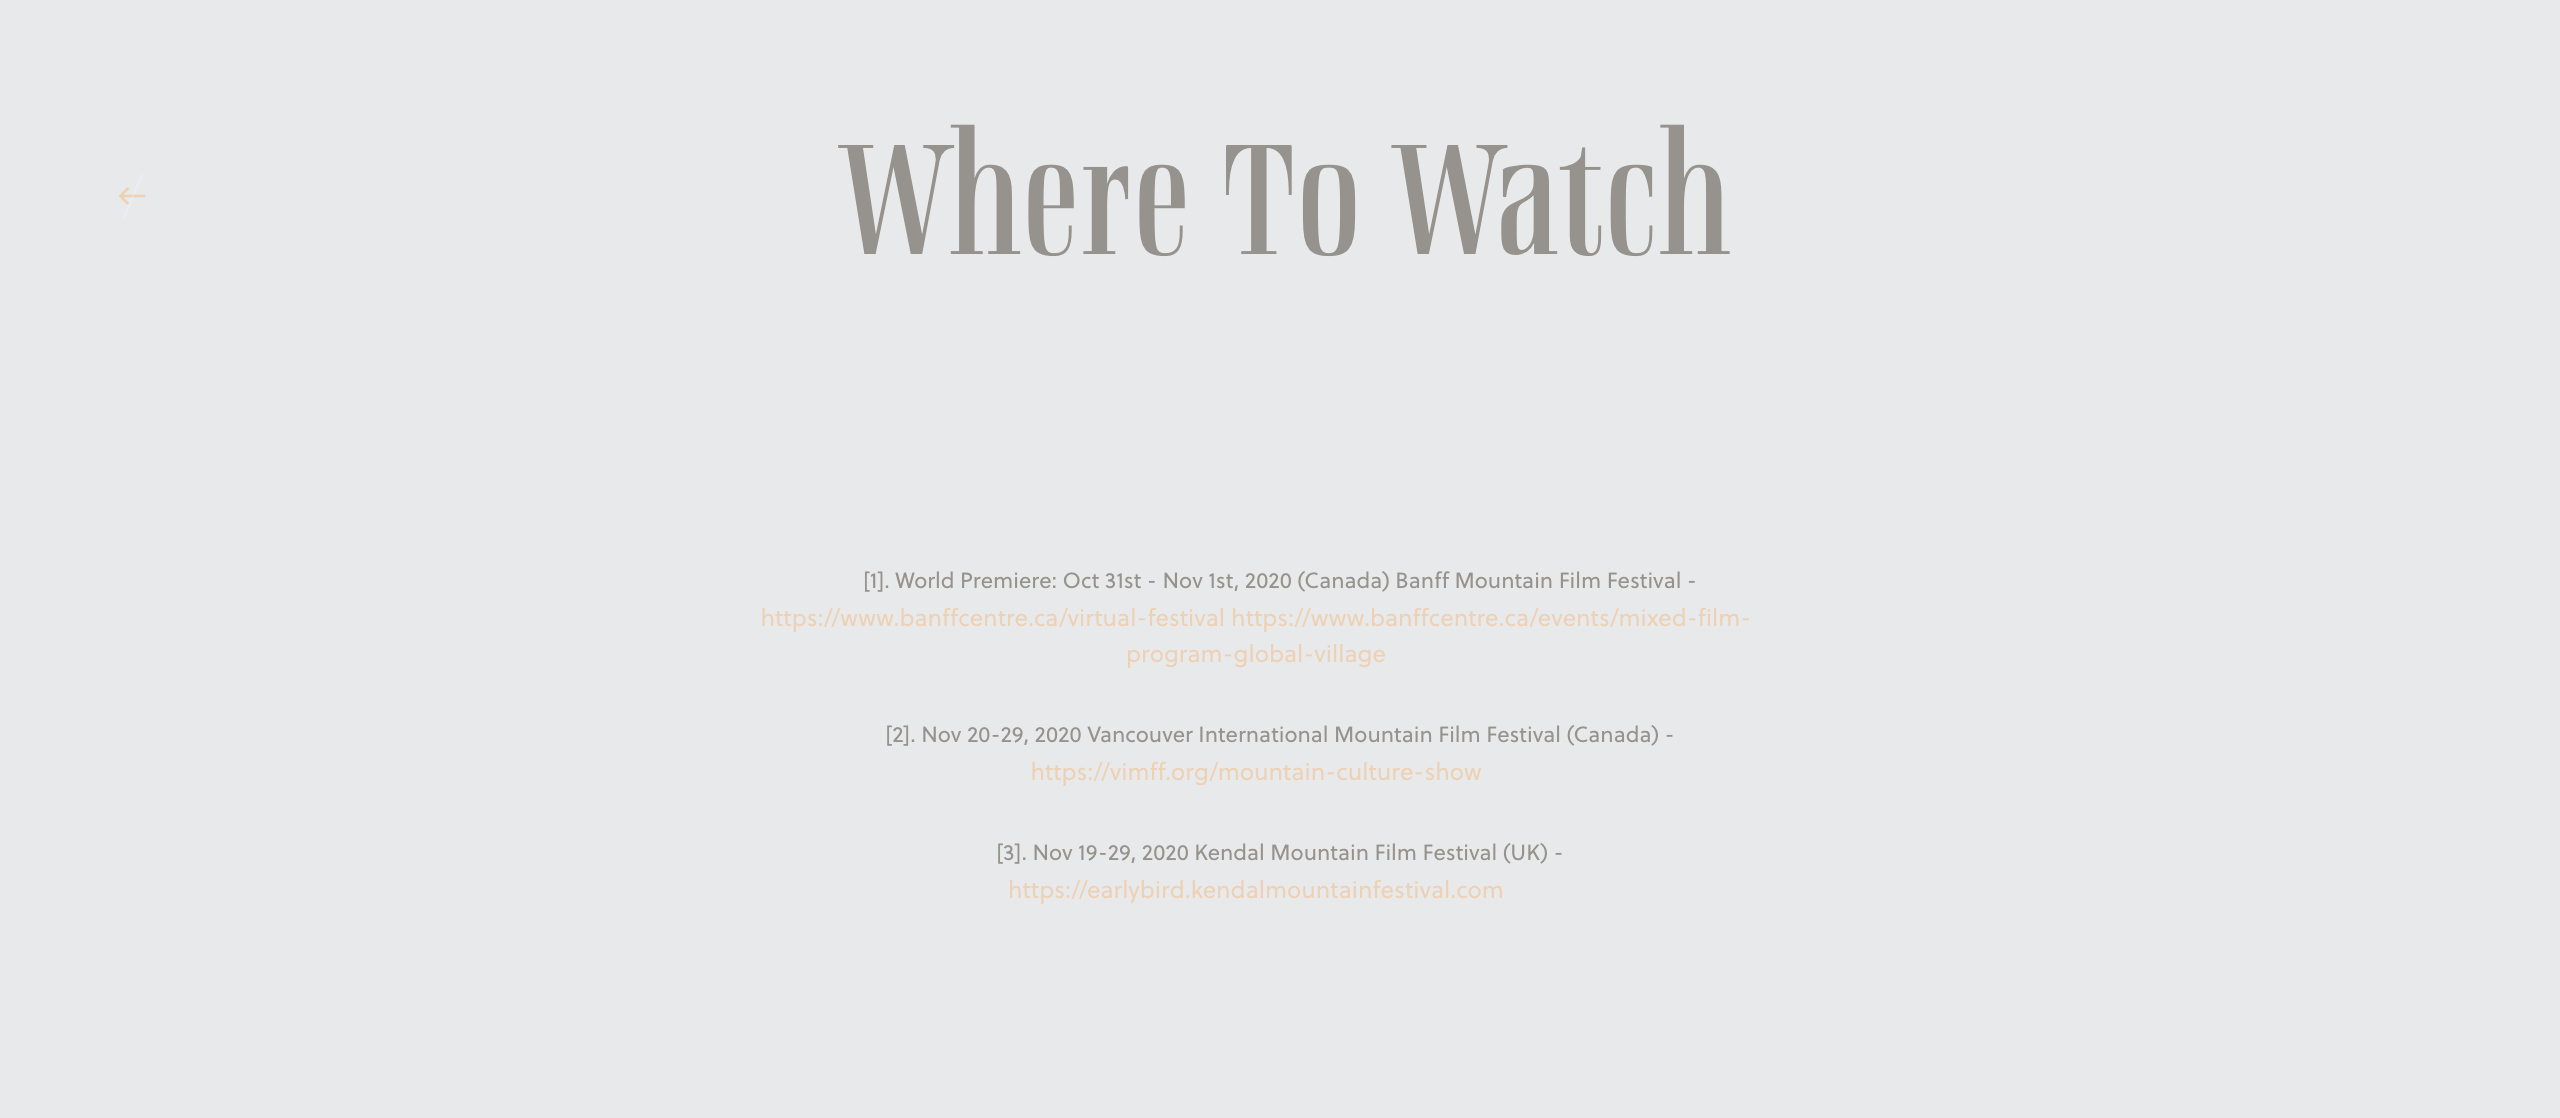 Where To Watch
[1]. World Premiere: Oct 31st - Nov 1st, 2020 (Canada) Banff Mountain Film Festival -
https://www.banffcentre.ca/virtual-festival https://www.banffcentre.ca/events/mixed-film-
program-global-village
[2]. Nov 20-29, 2020 Vancouver International Mountain Film Festival (Canada) -
https://vimff.org/mountain-culture-show
[3]. Nov 19-29, 2020 Kendal Mountain Film Festival (UK) -
https://earlybird.kendalmountainfestival.com